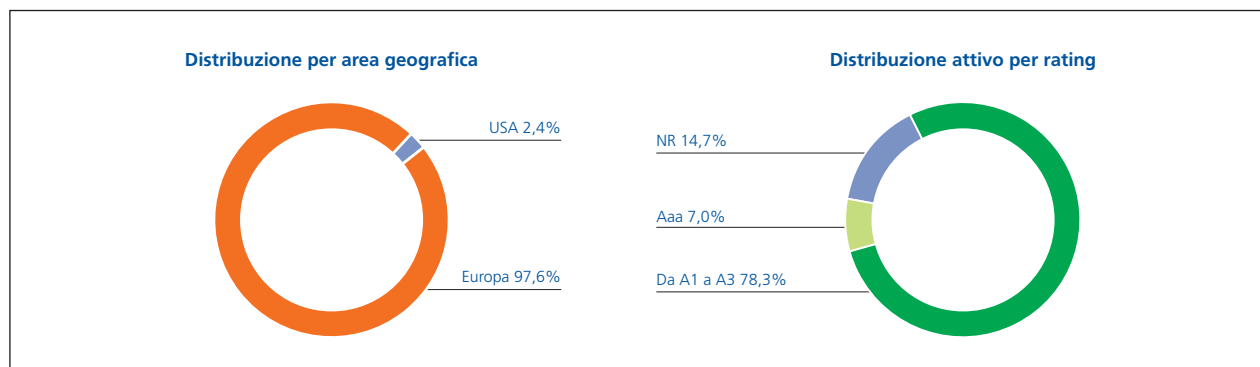 Distribuzione per area geografica
USA 2,4%
Europa 97,6%
Distribuzione attivo per rating
NR 14,7%
Aaa 7,0%
Da A1 a A3 78,3%